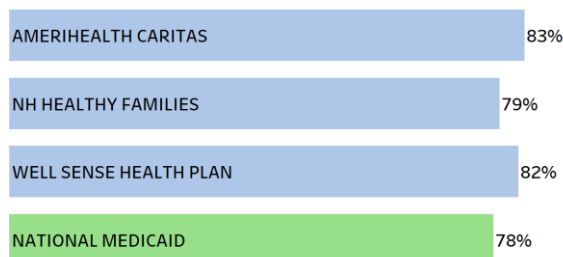 AMERIHEALTH CARITAS 83%
NH HEALTHY FAMILIES 79%
WELL SENSE HEALTH PLAN 82%
NATIONAL MEDICAID 78%